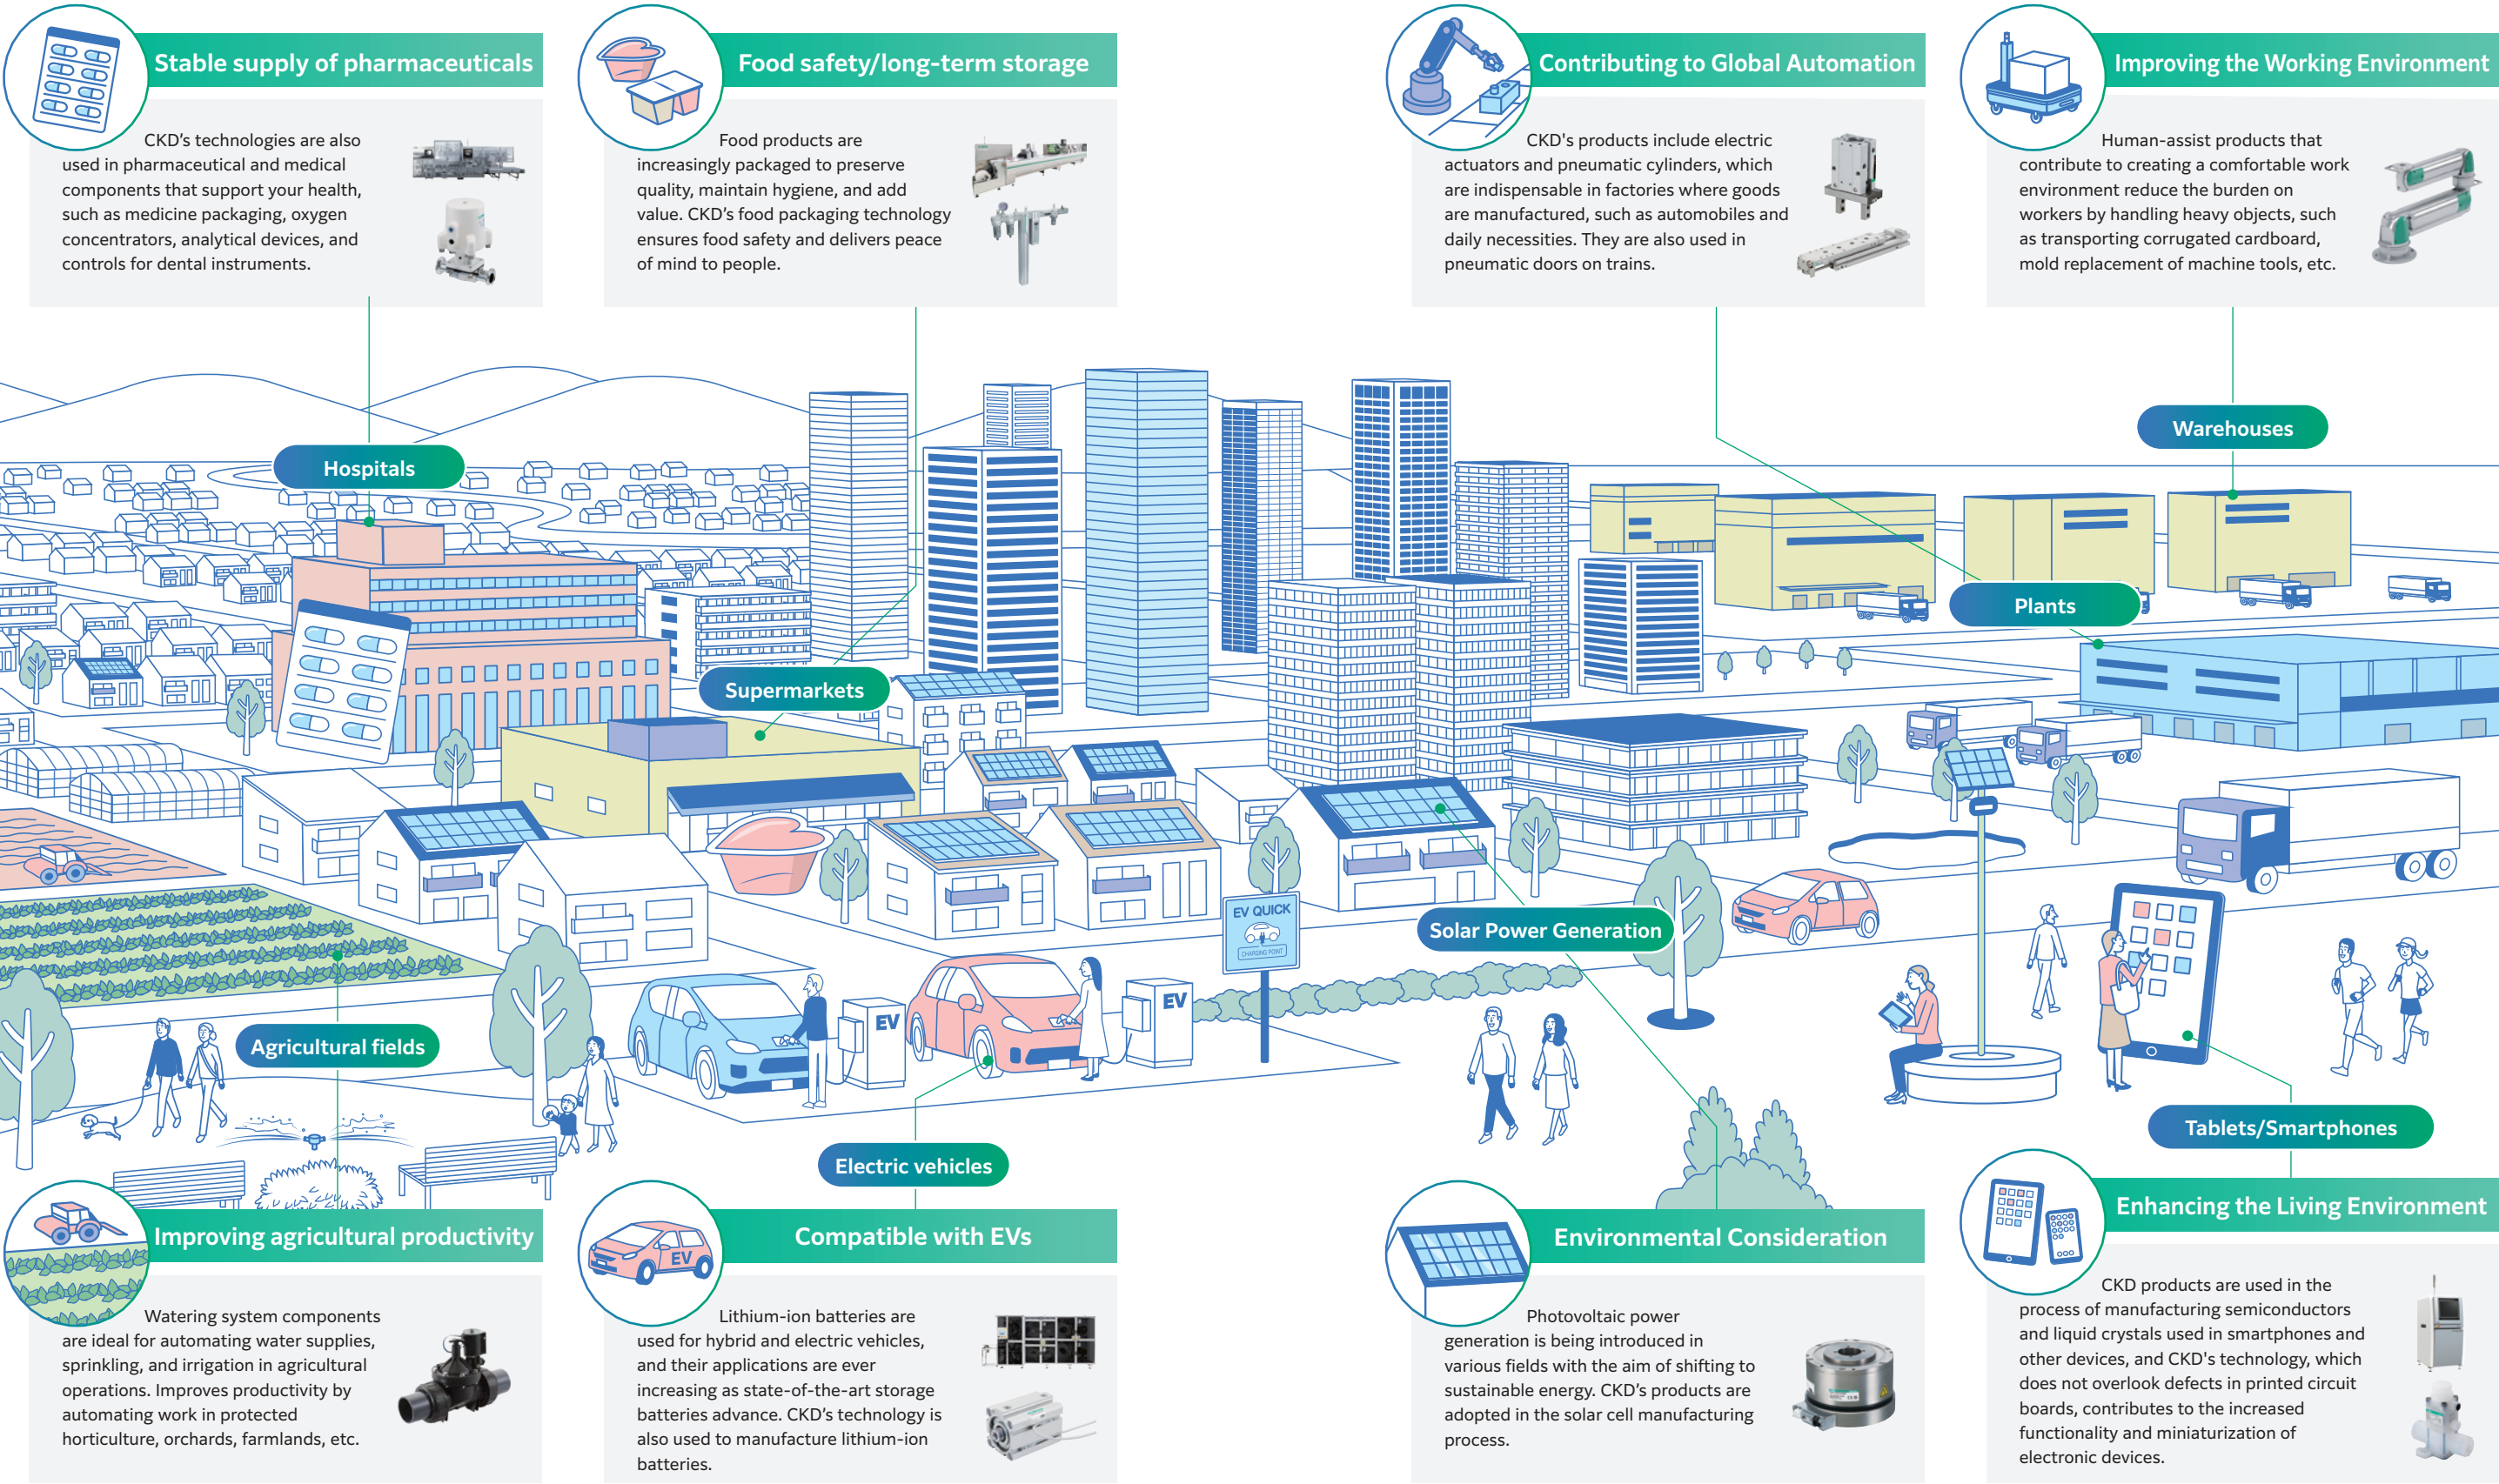 Stable supply of pharmaceuticals
CKD’s technologies are also
used in pharmaceutical and medical
components that support your health,
such as medicine packaging, oxygen
concentrators, analytical devices, and
controls for dental instruments.
Food safety/long-term storage
Food products are
increasingly packaged to preserve
quality, maintain hygiene, and add
value. CKD’s food packaging technology
ensures food safety and delivers peace
of mind to people.
Contributing to Global Automation
CKD's products include electric
actuators and pneumatic cylinders, which
are indispensable in factories where goods
are manufactured, such as automobiles and
daily necessities. They are also used in
pneumatic doors on trains.
Improving the Working Environment
Human-assist products that
contribute to creating a comfortable work
environment reduce the burden on
workers by handling heavy objects, such
as transporting corrugated cardboard,
mold replacement of machine tools, etc.
Hospitals
Warehouses
Plants
Supermarkets
EV QUICK
CHARGING POINT
Solar Power Generation
EV
EV
Agricultural fields
Electric vehicles
Tablets/Smartphones
Improving agricultural productivity
Watering system components
are ideal for automating water supplies,
sprinkling, and irrigation in agricultural
operations. Improves productivity by
automating work in protected
horticulture, orchards, farmlands, etc.
EV
Compatible with EVs
Lithium-ion batteries are
used for hybrid and electric vehicles,
and their applications are ever
increasing as state-of-the-art storage
batteries advance. CKD’s technology is
also used to manufacture lithium-ion
batteries.
Environmental Consideration
Photovoltaic power
generation is being introduced in
various fields with the aim of shifting to
sustainable energy. CKD’s products are
adopted in the solar cell manufacturing
process.
Enhancing the Living Environment
CKD products are used in the
process of manufacturing semiconductors
and liquid crystals used in smartphones and
other devices, and CKD's technology, which
does not overlook defects in printed circuit
boards, contributes to the increased
functionality and miniaturization of
electronic devices.